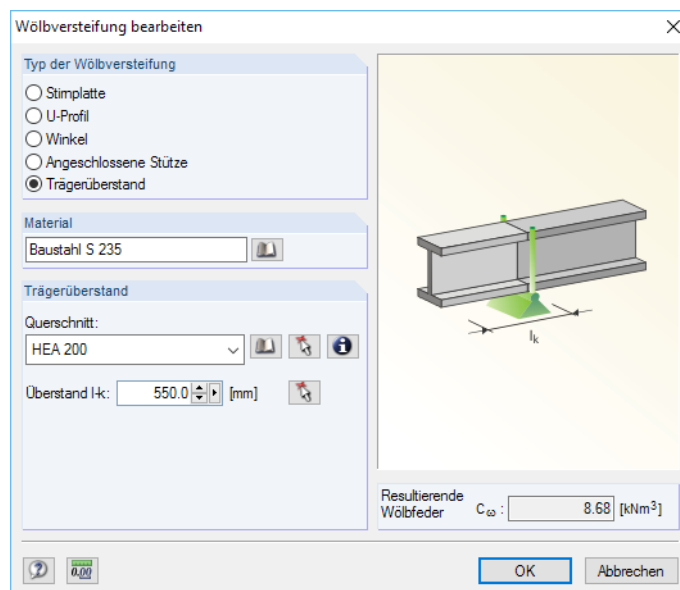 Wölbversteifung bearbeiten
Typ der Wölbversteifung
Stirnplatte
U-Profil
Winkel
Angeschlossene Stütze
Trägerüberstand
Material
Baustahl S 235
Trägerüberstand
Querschnitt:
HEA 200
Überstand l-k: 550.0 [mm]
lk
Resultierende Wölbfeder Cω : 8.68 [kNm³]
0.00
OK Abbrechen